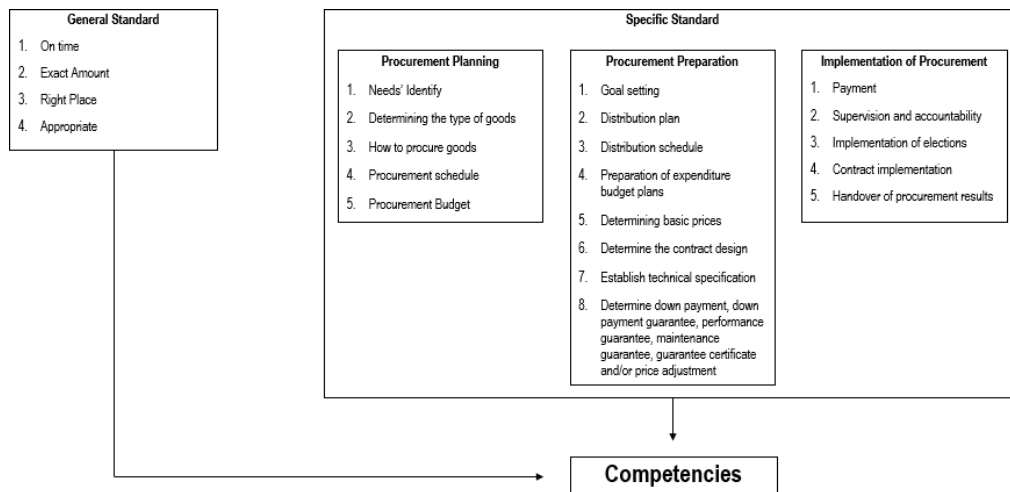 General Standard
1. On time
2. Exact Amount
3. Right Place
4. Appropriate
Specific Standard
Procurement Planning
1. Needs' Identify
2. Determining the type of goods
3. How to procure goods
4. Procurement schedule
5. Procurement Budget
Procurement Preparation
1. Goal setting
2. Distribution plan
3. Distribution schedule
4. Preparation of expenditure
budget plans
5. Determining basic prices
6. Determine the contract design
7. Establish technical specification
8. Determine down payment, down
payment guarantee, performance
guarantee, maintenance
guarantee, guarantee certificate
and/or price adjustment
Implementation of Procurement
1. Payment
2. Supervision and accountability
3. Implementation of elections
4. Contract implementation
5. Handover of procurement results
Competencies